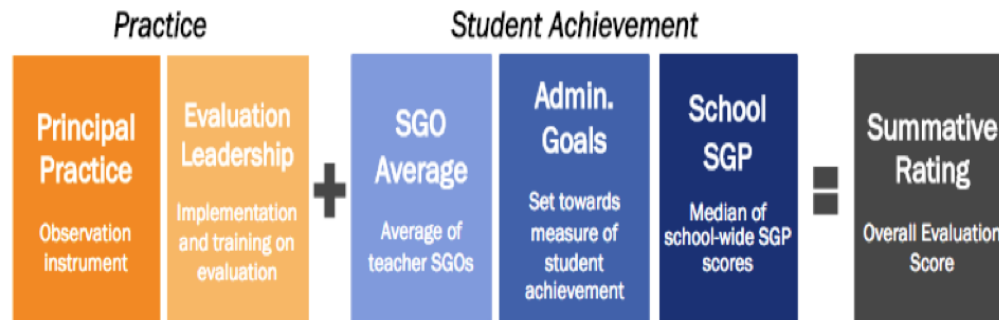 Practice
Student Achievement
Principal
Practice
Observation
instrument
Evaluation
Leadership
Implementation
and training on
evaluation
+
SGO
Average
Average of
teacher SGOs
Admin.
Goals
Set towards
measure of
student
achievement
School
SGP
Median of
school-wide SGP
scores
=
Summative
Rating
Overall Evaluation
Score